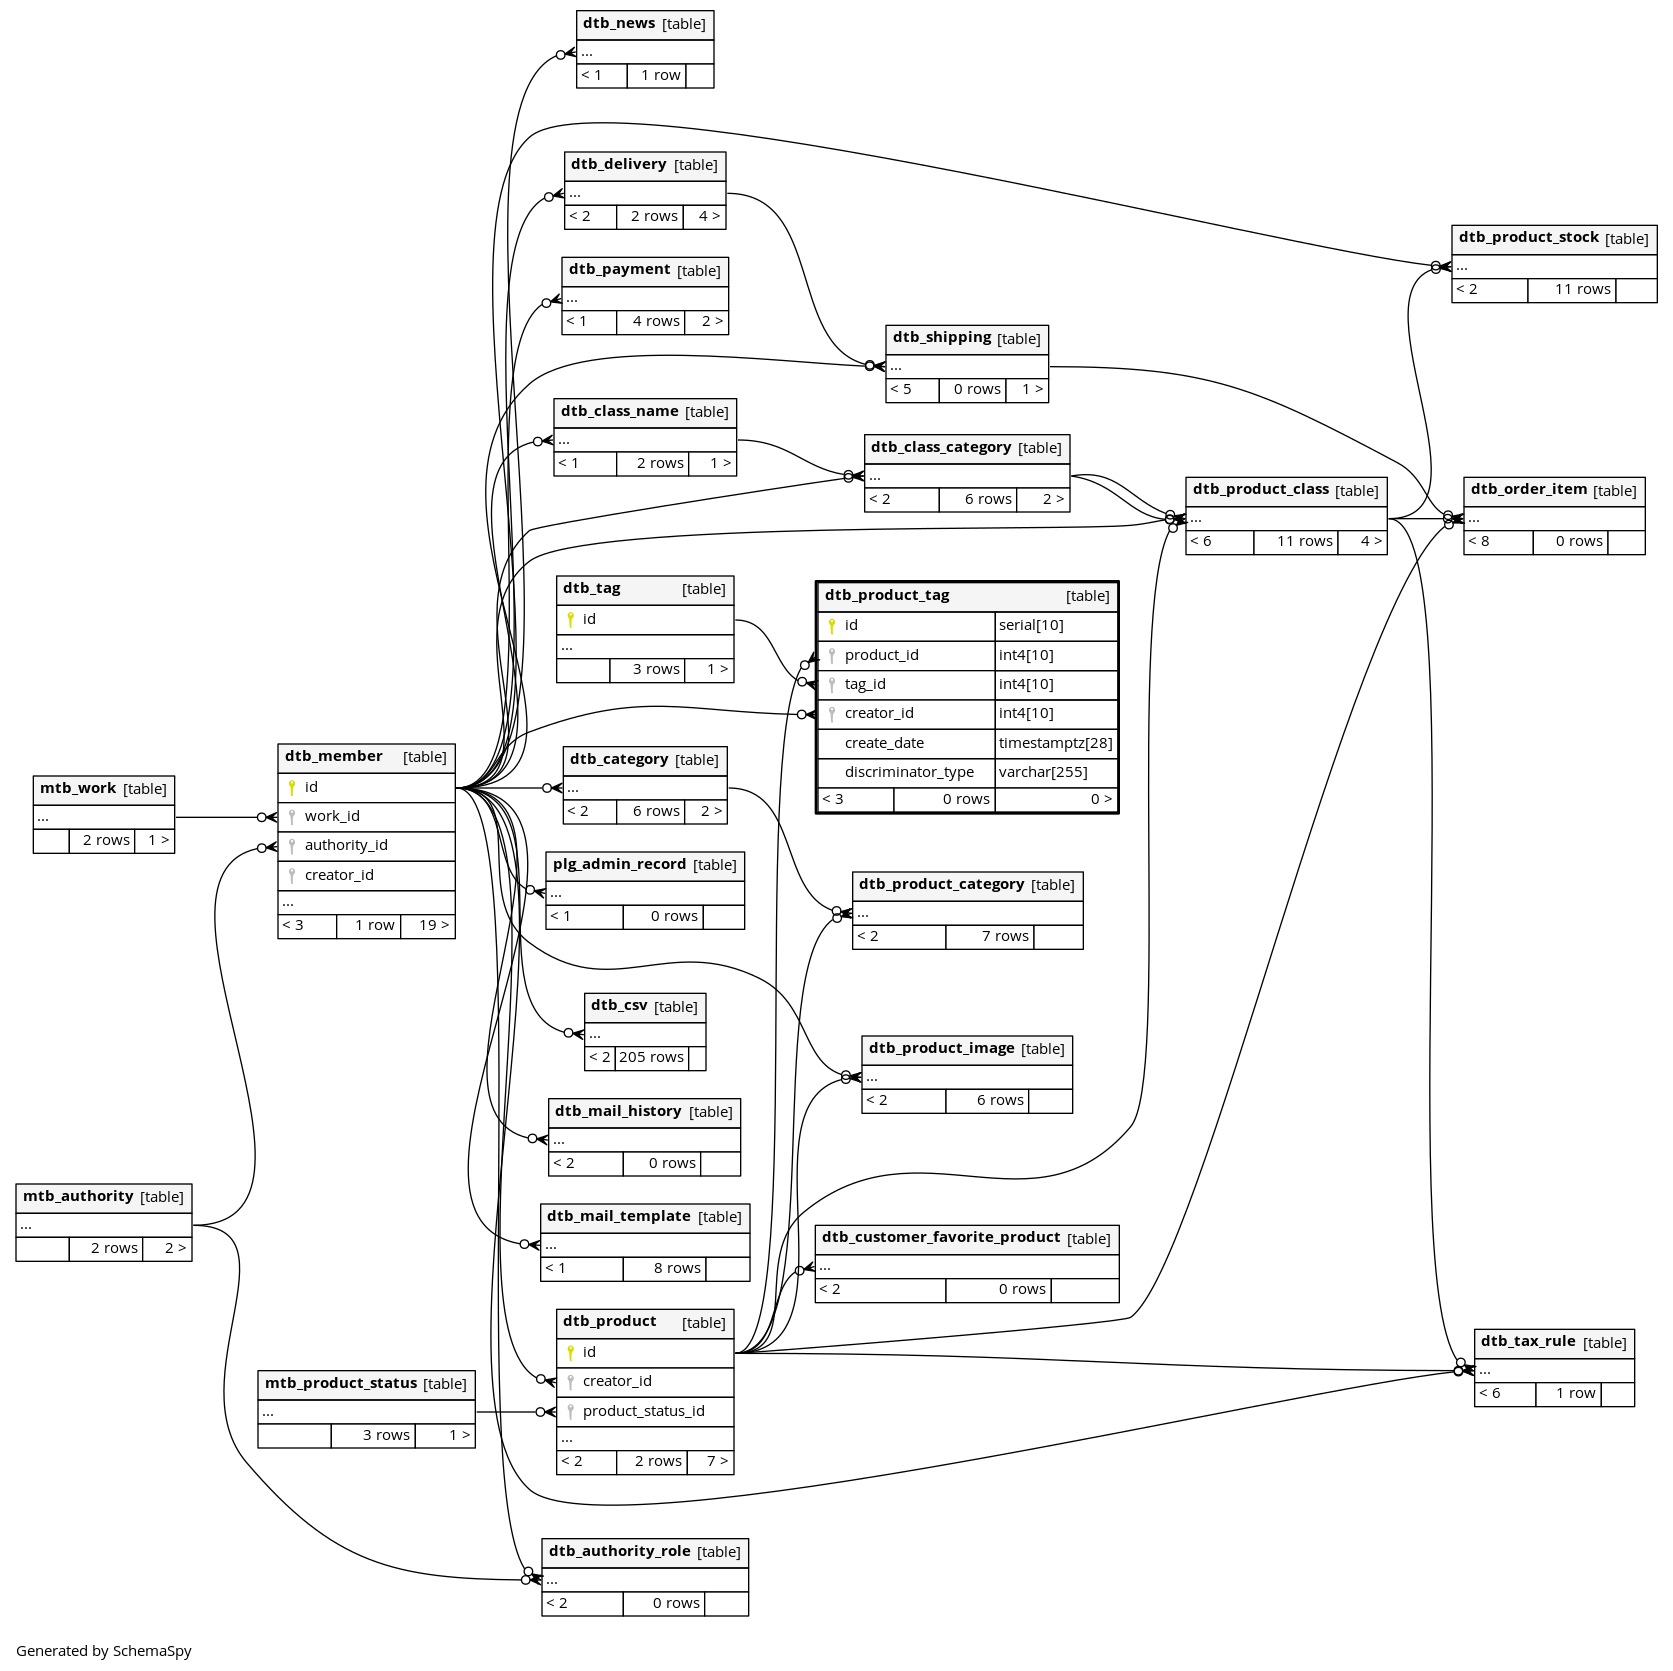 dtb_news [table]
...
< 1 1 row
dtb_delivery [table]
...
< 2 2 rows 4 >
dtb_payment [table]
...
< 1 4 rows 2 >
dtb_product_stock [table]
...
< 2 11 rows
dtb_shipping [table]
...
< 5 0 rows 1 >
dtb_class_name [table]
...
< 1 2 rows 1 >
dtb_class_category [table]
...
< 2 6 rows 2 >
dtb_product_class [table]
...
< 6 11 rows 4 >
dtb_order_item [table]
...
< 8 0 rows
dtb_tag [table]
id
...
3 rows 1 >
dtb_product_tag [table]
id serial[10]
product_id int4[10]
tag_id int4[10]
creator_id int4[10]
create_date timestamptz[28]
discriminator_type varchar[255]
< 3 0 rows 0 >
mtb_work [table]
...
2 rows 1 >
dtb_member [table]
id
work_id
authority_id
creator_id
...
< 3 1 row 19 >
dtb_category [table]
...
< 2 6 rows 2 >
plg_admin_record [table]
...
< 1 0 rows
dtb_product_category [table]
...
< 2 7 rows
dtb_csv [table]
...
< 2 205 rows
dtb_product_image [table]
...
< 2 6 rows
dtb_mail_history [table]
...
< 2 0 rows
mtb_authority [table]
...
2 rows 2 >
dtb_mail_template [table]
...
< 1 8 rows
dtb_customer_favorite_product [table]
...
< 2 0 rows
dtb_product [table]
id
creator_id
product_status_id
...
< 2 2 rows 7 >
mtb_product_status [table]
...
3 rows 1 >
dtb_tax_rule [table]
...
< 6 1 row
dtb_authority_role [table]
...
< 2 0 rows
Generated by SchemaSpy